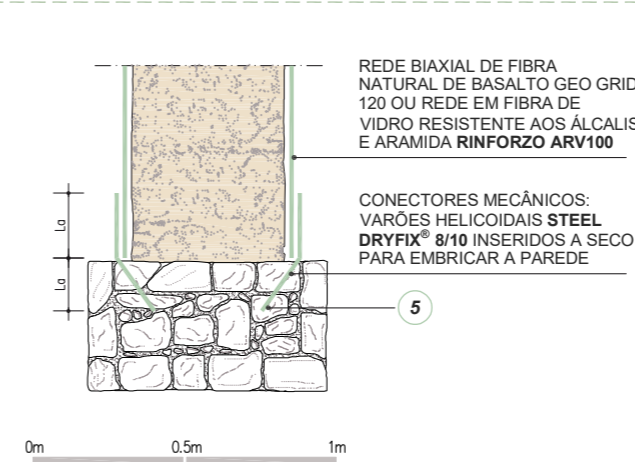 REDE BIAXIAL DE FIBRA
NATURAL DE BASALTO GEO GRID
120 OU REDE EM FIBRA DE
VIDRO RESISTENTE AOS ÁLCALIS
E ARAMIDA RINFORZO ARV100
CONECTORES MECÂNICOS:
VARÕES HELICOIDAIS STEEL
DRYFIX® 8/10 INSERIDOS A SECO
PARA EMBRICAR A PAREDE
La
La
5
0m 0.5m 1m